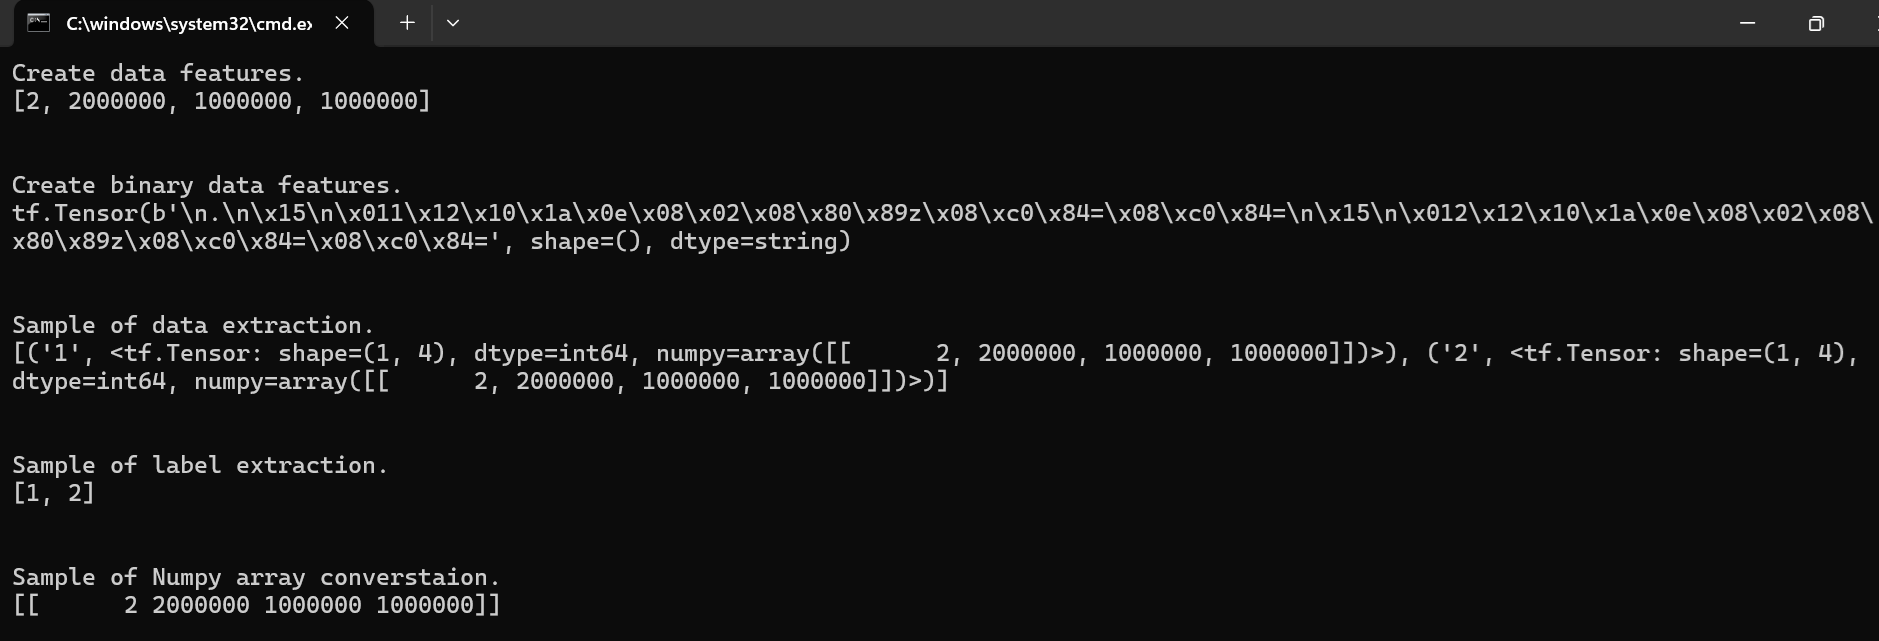 C:\windows\system32\cmd.ex
Create data features.
[2, 2000000, 1000000, 1000000]
Create binary data features.
tf.Tensor(b'\n.\n\x15\n\x011\x12\x10\x1a\x0e\x08\x02\x08\x80\x89z\x08\xc0\x84=\x08\xc0\x84=\n\x15\n\x012\x12\x10\x1a\x0e\x08\x02\x08\
x80\x89z\x08\xc0\x84=\x08\xc0\x84=', shape=(), dtype=string)
Sample of data extraction.
[('1', <tf.Tensor: shape=(1, 4), dtype=int64, numpy=array([[      2, 2000000, 1000000, 1000000]])>), ('2', <tf.Tensor: shape=(1, 4),
dtype=int64, numpy=array([[      2, 2000000, 1000000, 1000000]])>)]
Sample of label extraction.
[1, 2]
Sample of Numpy array converstaion.
[[      2 2000000 1000000 1000000]]